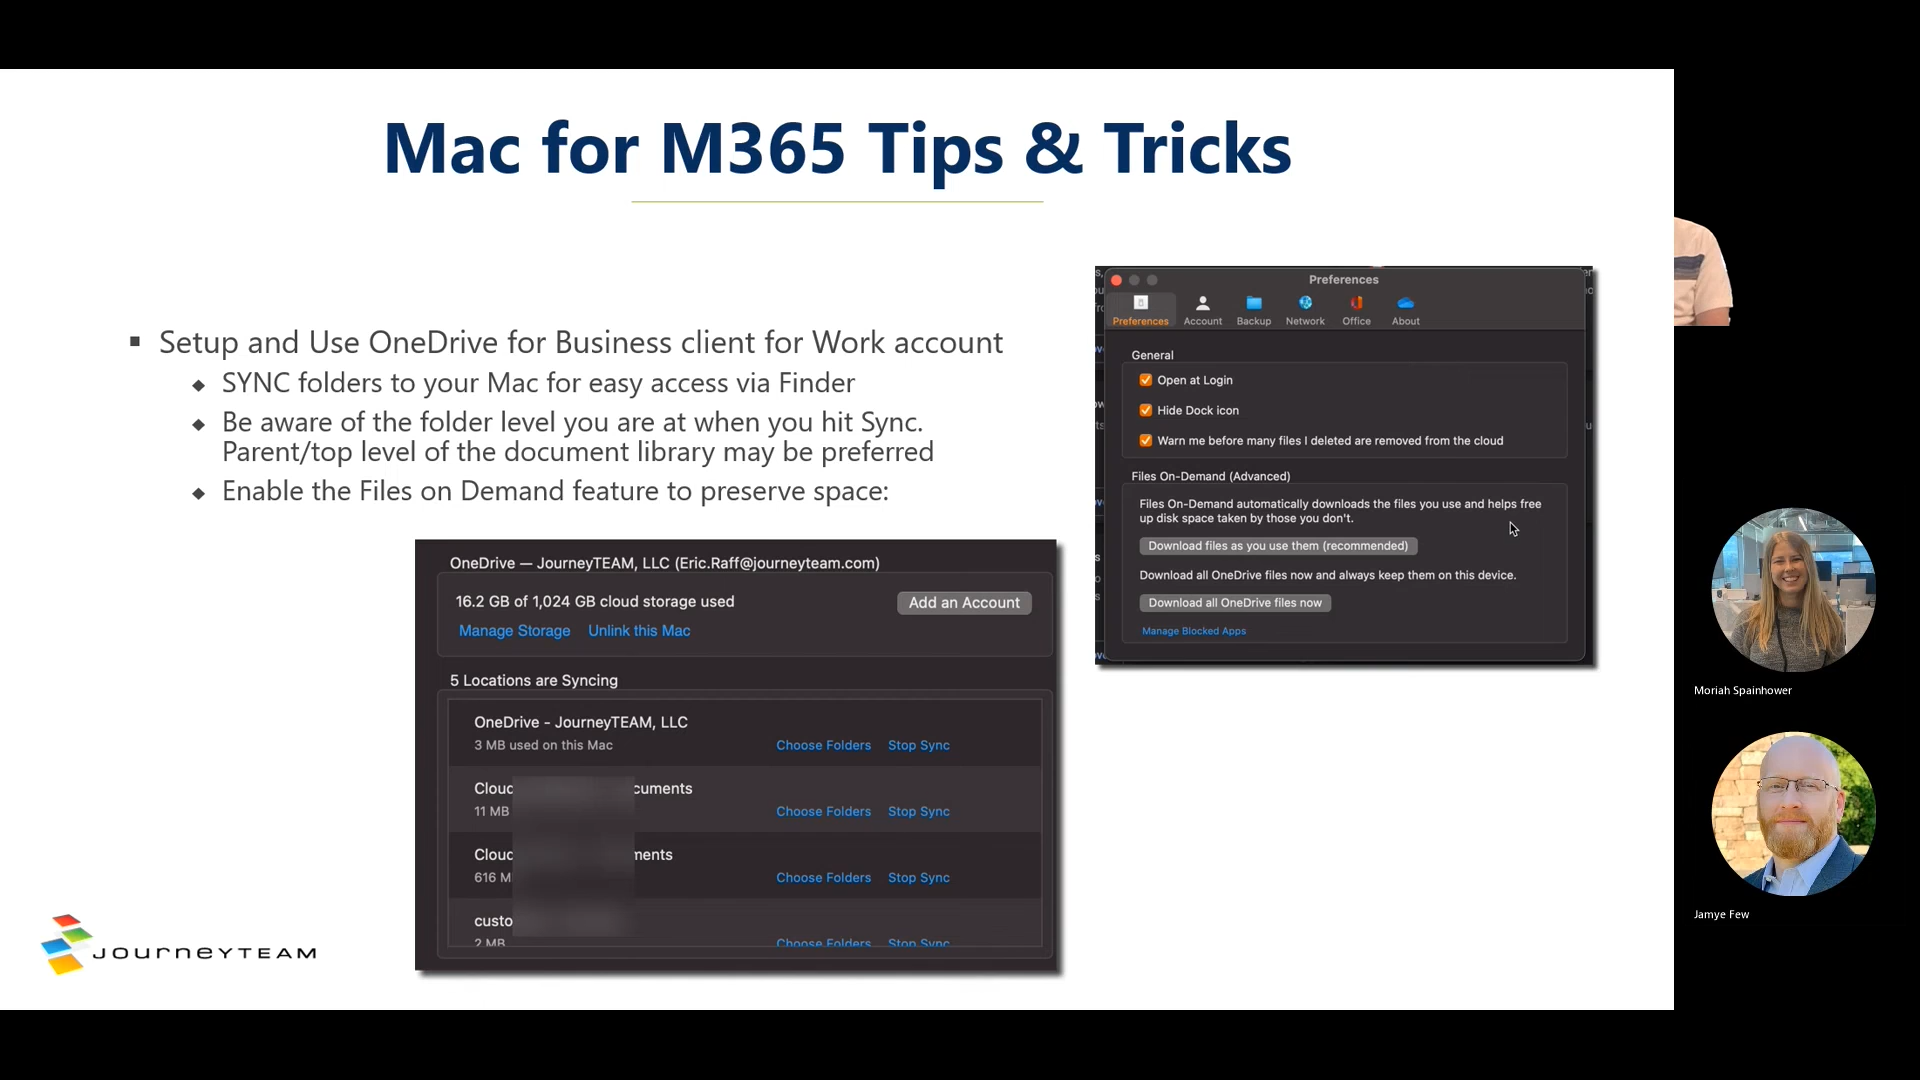 Mac for M365 Tips & Tricks
Setup and Use OneDrive for Business client for Work account
SYNC folders to your Mac for easy access via Finder
Be aware of the folder level you are at when you hit Sync.
Parent/top level of the document library may be preferred
Enable the Files on Demand feature to preserve space:
OneDrive — JourneyTEAM, LLC (Eric.Raff@journeyteam.com)
16.2 GB of 1,024 GB cloud storage used
Add an Account
Manage Storage Unlink this Mac
5 Locations are Syncing
OneDrive - JourneyTEAM, LLC
3 MB used on this Mac Choose Folders Stop Sync
Cloud cuments
11 MB Choose Folders Stop Sync
Cloud ments
616 M Choose Folders Stop Sync
custo
2 MB Choose Folders Stop Sync
Preferences
Preferences Account Backup Network Office About
General
Open at Login
Hide Dock icon
Warn me before many files I deleted are removed from the cloud
Files On-Demand (Advanced)
Files On-Demand automatically downloads the files you use and helps free
up disk space taken by those you don't.
Download files as you use them (recommended)
Download all OneDrive files now and always keep them on this device.
Download all OneDrive files now
Manage Blocked Apps
JOURNEYTEAM
Moriah Spainhower
Jamye Few